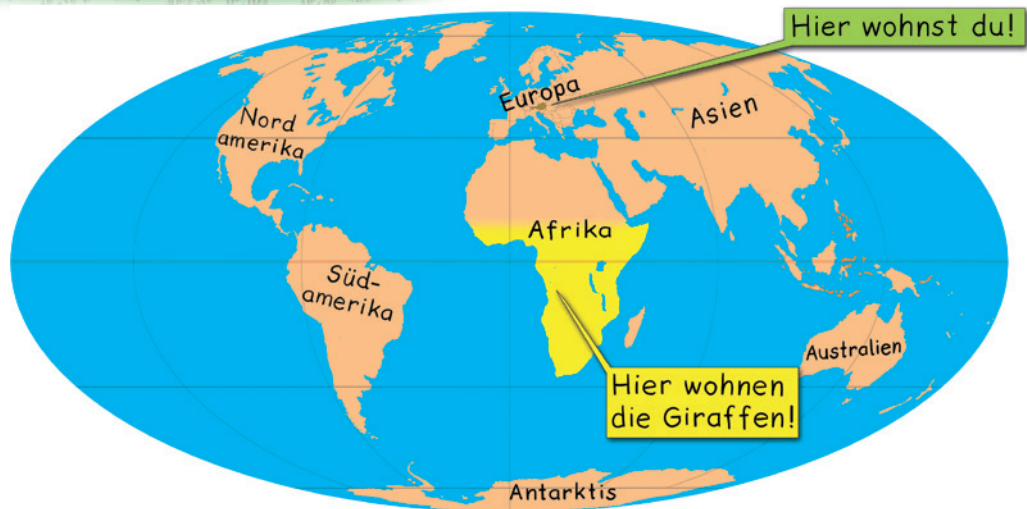 Hier wohnst du!
Europa
Asien
Nord
amerika
Afrika
Süd-
amerika
Australien
Hier wohnen
die Giraffen!
Antarktis